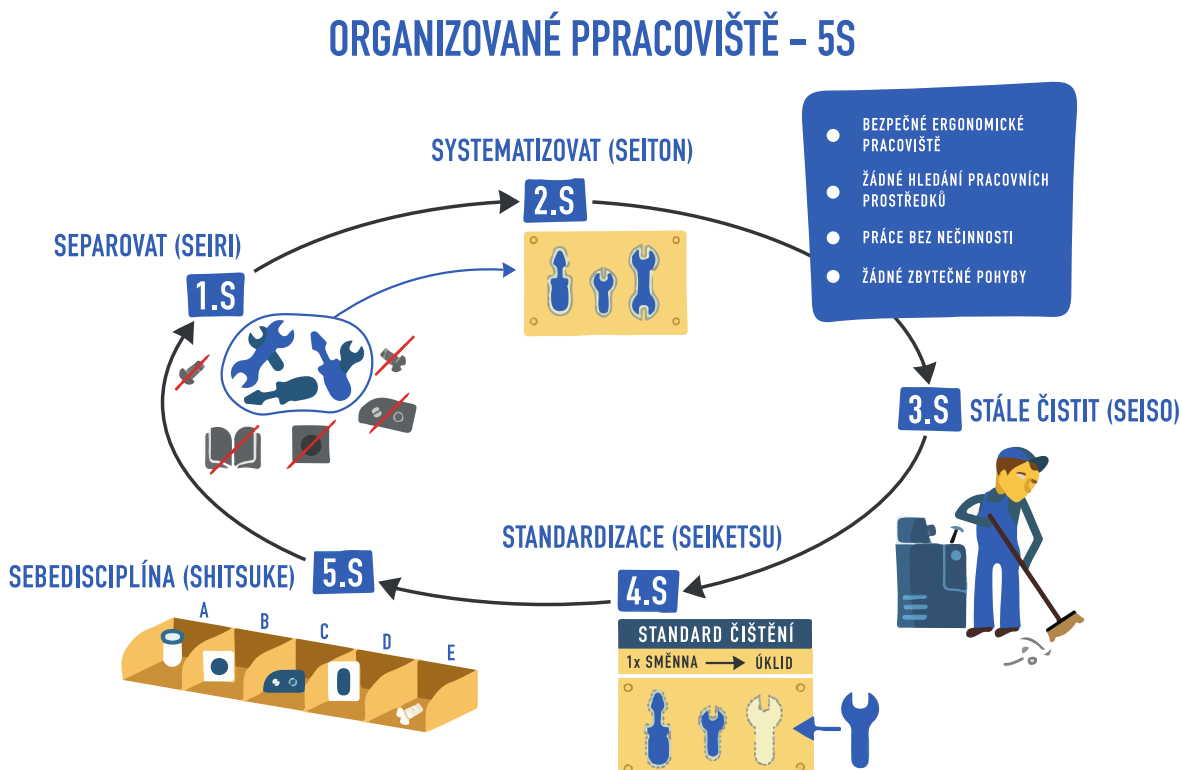 ORGANIZOVANÉ PPRACOVIŠTĚ – 5S
BEZPEČNÉ ERGONOMICKÉ
PRACOVIŠTĚ
ŽÁDNÉ HLEDÁNÍ PRACOVNÍCH
PROSTŘEDKŮ
PRÁCE BEZ NEČINNOSTI
ŽÁDNÉ ZBYTEČNÉ POHYBY
SYSTEMATIZOVAT (SEITON)
2.S
SEPAROVAT (SEIRI)
1.S
3.S
STÁLE ČISTIT (SEISO)
STANDARDIZACE (SEIKETSU)
4.S
STANDARD ČIŠTĚNÍ
1x SMĚNNA ÚKLID
SEBEDISCIPLÍNA (SHITSUKE)
5.S
A
B
C
D
E